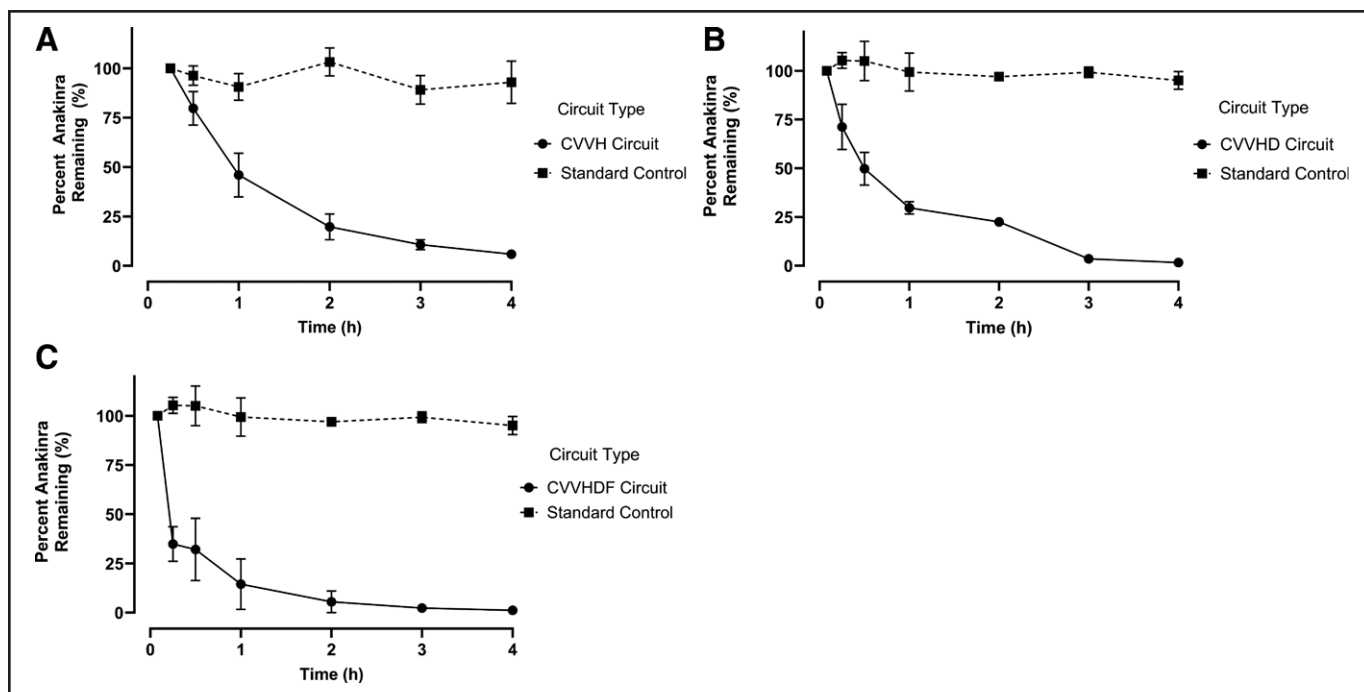 A
Percent Anakinra
Remaining (%)
100
75
50
25
0
0 1 2 3 4
Time (h)
Circuit Type
CVVH Circuit
Standard Control
B
Percent Anakinra
Remaining (%)
100
75
50
25
0
0 1 2 3 4
Time (h)
Circuit Type
CVVHD Circuit
Standard Control
C
Percent Anakinra
Remaining (%)
100
75
50
25
0
0 1 2 3 4
Time (h)
Circuit Type
CVVHDF Circuit
Standard Control